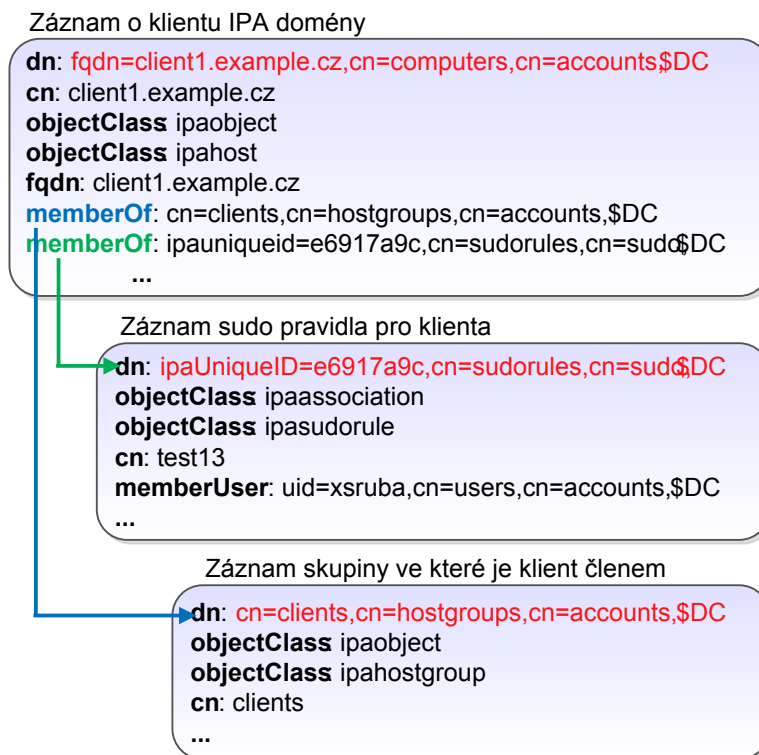 Záznam o klientu IPA domény
dn: fqdn=client1.example.cz,cn=computers,cn=accounts,$DC
cn: client1.example.cz
objectClass: ipaobject
objectClass: ipahost
fqdn: client1.example.cz
memberOf: cn=clients,cn=hostgroups,cn=accounts,$DC
memberOf: ipauniqueid=e6917a9c,cn=sudorules,cn=sudo,$DC
...
Záznam sudo pravidla pro klienta
dn: ipaUniqueID=e6917a9c,cn=sudorules,cn=sudo,$DC
objectClass: ipaassociation
objectClass: ipasudorule
cn: test13
memberUser: uid=xsruba,cn=users,cn=accounts,$DC
...
Záznam skupiny ve které je klient členem
dn: cn=clients,cn=hostgroups,cn=accounts,$DC
objectClass: ipaobject
objectClass: ipahostgroup
cn: clients
...